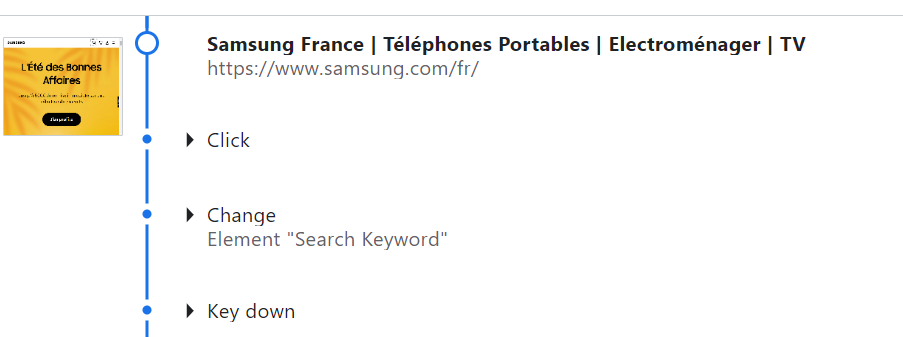 SAMSUNG
L'Été des Bonnes
Affaires
Samsung France | Téléphones Portables | Electroménager | TV
https://www.samsung.com/fr/
Click
Change
Element "Search Keyword"
Key down